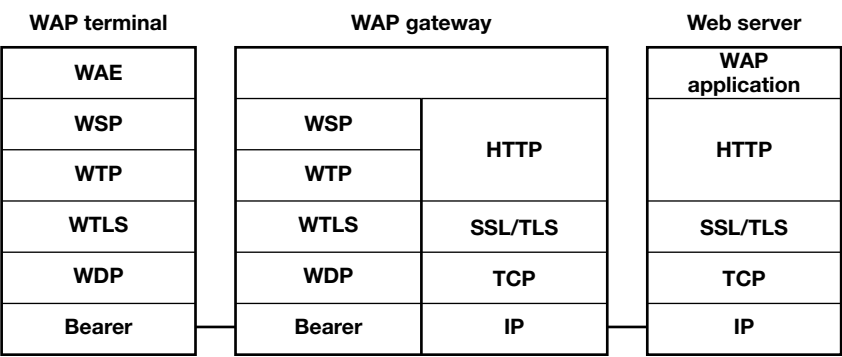 WAP terminal
WAP gateway
Web server
WAE
WAP
application
WSP
WSP
HTTP
HTTP
WTP
WTP
WTLS
WTLS
SSL/TLS
SSL/TLS
WDP
WDP
TCP
TCP
Bearer
Bearer
IP
IP